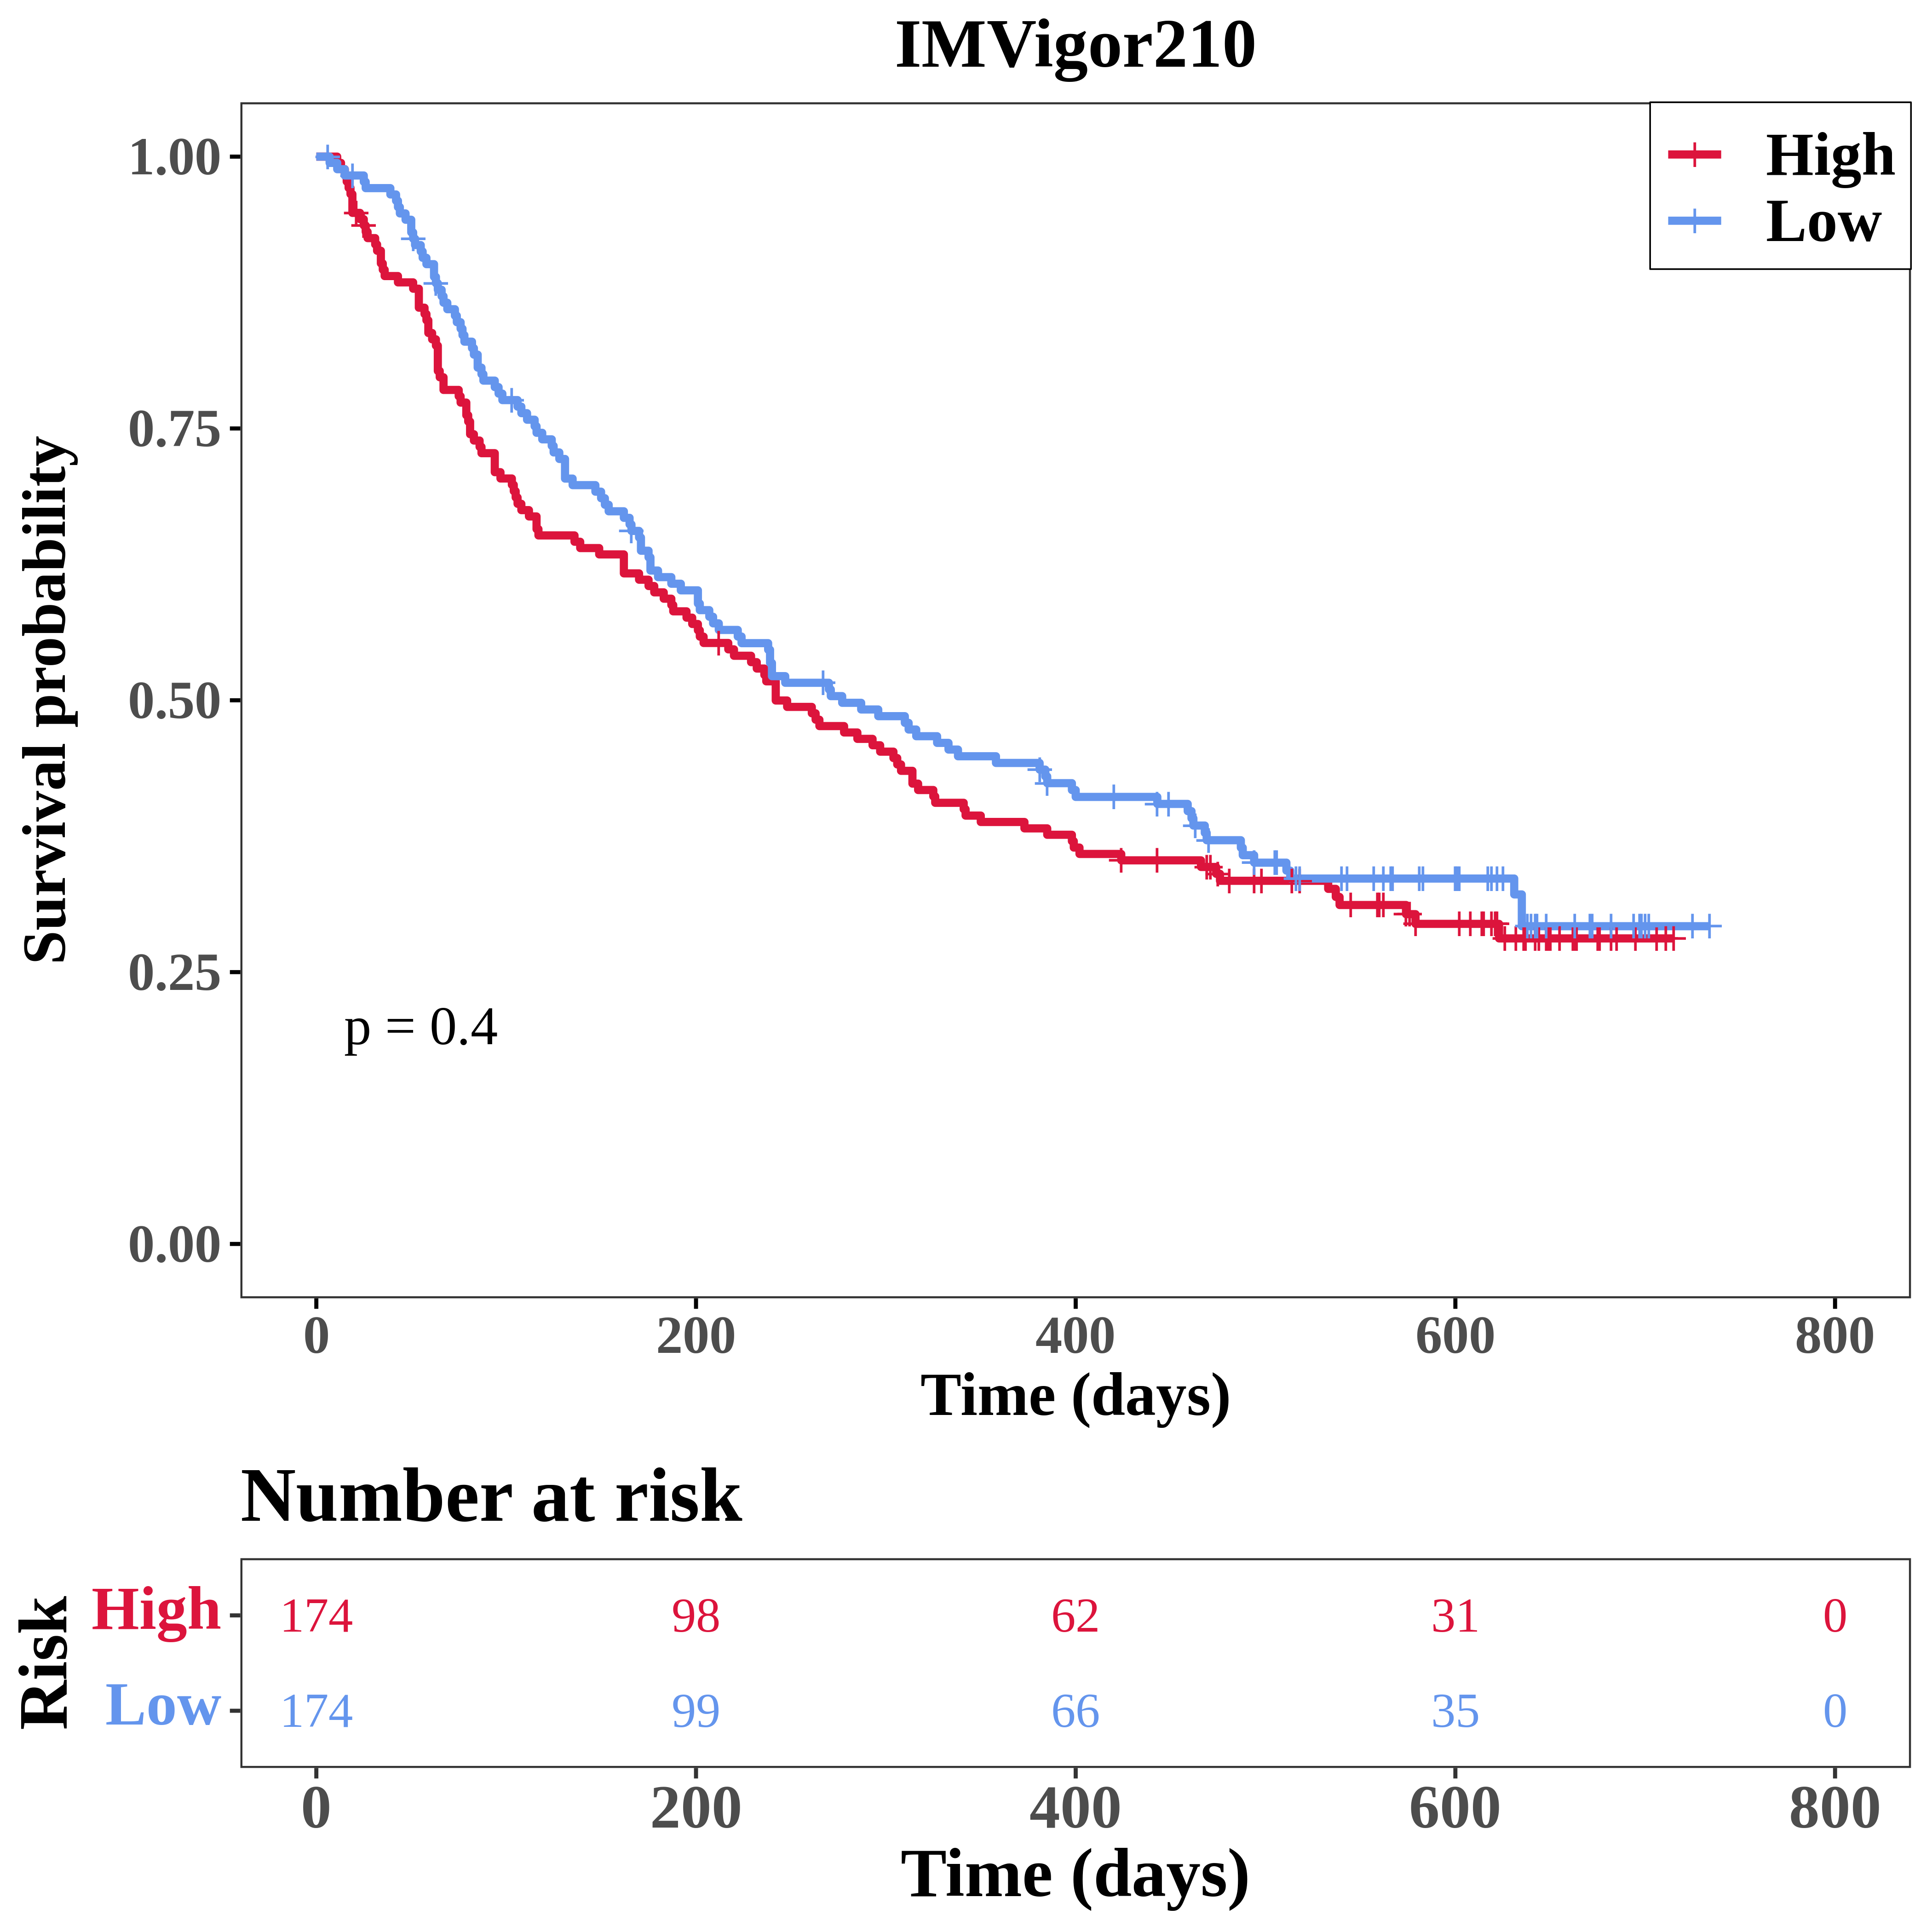 IMVigor210
High
Low
Survival probability
1.00
0.75
0.50
0.25
0.00
p = 0.4
0 200 400 600 800
Time (days)
Number at risk
Risk
High 174 98 62 31 0
Low 174 99 66 35 0
0 200 400 600 800
Time (days)